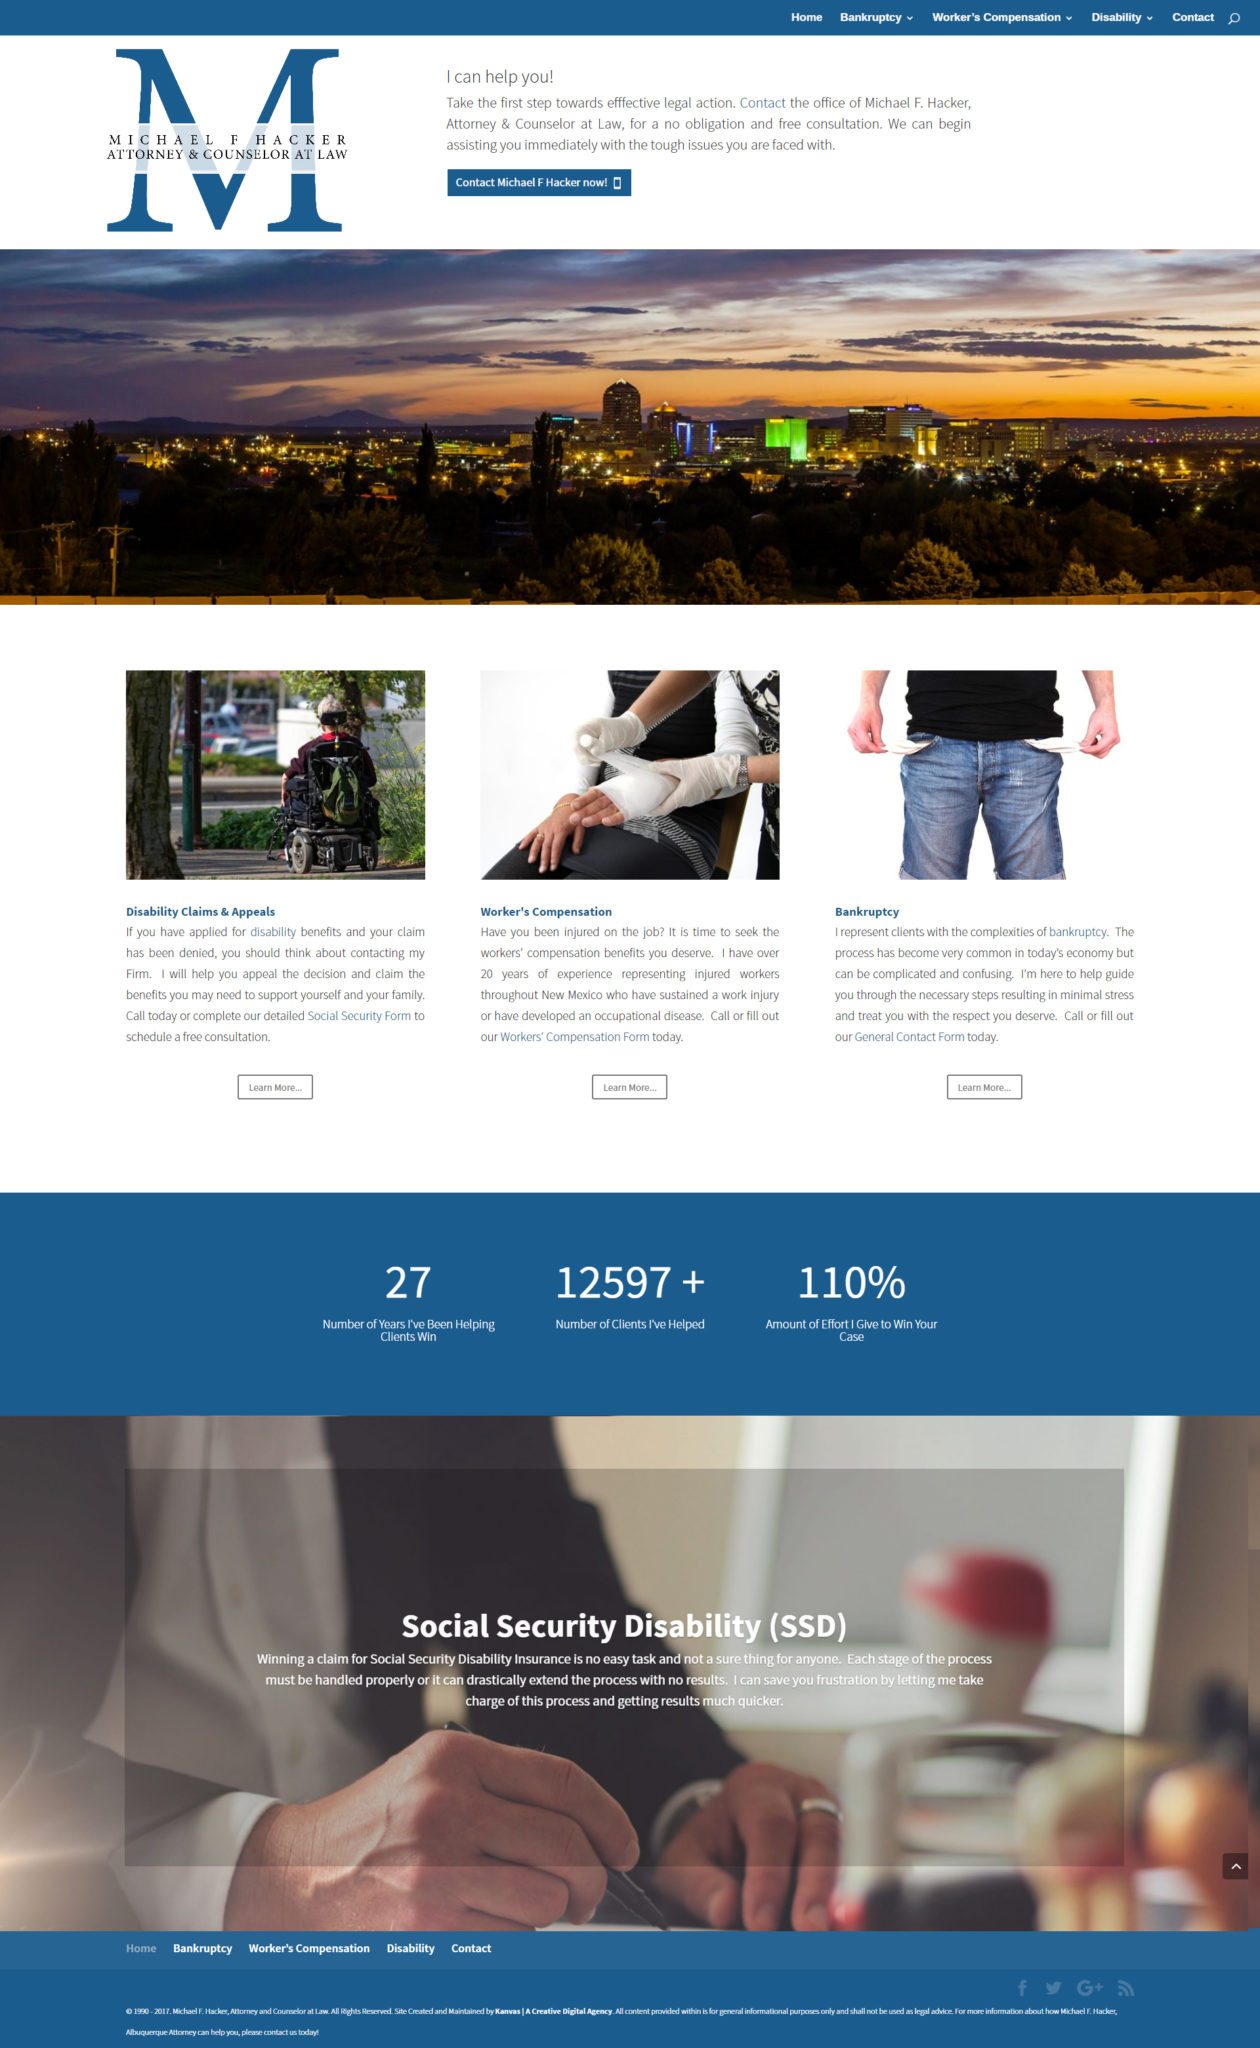 Home Bankruptcy Worker's Compensation Disability Contact
MICHAEL F HACKER
ATTORNEY & COUNSELOR AT LAW
I can help you!
Take the first step towards efffective legal action. Contact the office of Michael F. Hacker,
Attorney & Counselor at Law, for a no obligation and free consultation. We can begin
assisting you immediately with the tough issues you are faced with.
Contact Michael F Hacker now!
Disability Claims & Appeals
If you have applied for disability benefits and your claim
has been denied, you should think about contacting my
Firm. I will help you appeal the decision and claim the
benefits you may need to support yourself and your family.
Call today or complete our detailed Social Security Form to
schedule a free consultation.
Learn More...
Worker's Compensation
Have you been injured on the job? It is time to seek the
workers' compensation benefits you deserve. I have over
20 years of experience representing injured workers
throughout New Mexico who have sustained a work injury
or have developed an occupational disease. Call or fill out
our Workers' Compensation Form today.
Learn More...
Bankruptcy
I represent clients with the complexities of bankruptcy. The
process has become very common in today's economy but
can be complicated and confusing. I'm here to help guide
you through the necessary steps resulting in minimal stress
and treat you with the respect you deserve. Call or fill out
our General Contact Form today.
Learn More...
27
Number of Years I've Been Helping
Clients Win
12597 +
Number of Clients I've Helped
110%
Amount of Effort I Give to Win Your
Case
Social Security Disability (SSD)
Winning a claim for Social Security Disability Insurance is no easy task and not a sure thing for anyone. Each stage of the process
must be handled properly or it can drastically extend the process with no results. I can save you frustration by letting me take
charge of this process and getting results much quicker.
Home Bankruptcy Worker's Compensation Disability Contact
© 1990 - 2017. Michael F. Hacker, Attorney and Counselor at Law. All Rights Reserved. Site Created and Maintained by Kanvas | A Creative Digital Agency. All content provided within is for general informational purposes only and shall not be used as legal advice. For more information about how Michael F. Hacker,
Albuquerque Attorney can help you, please contact us today!